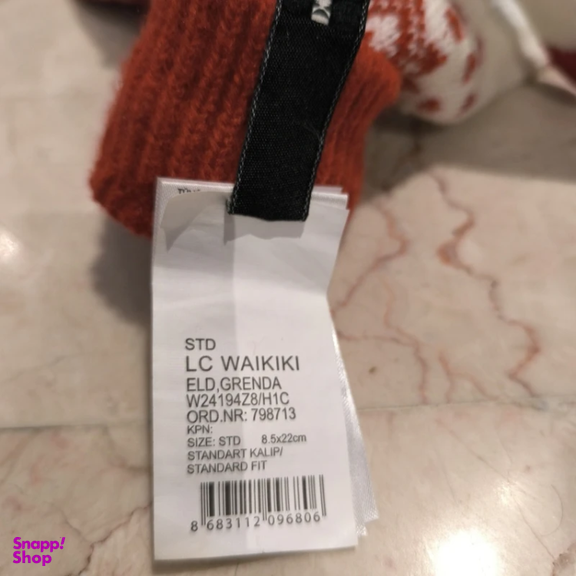 STD
LC WAIKIKI
ELD,GRENDA
W24194Z8/H1C
ORD.NR: 798713
KPN:
SIZE: STD 8.5x22cm
STANDART KALIP/
STANDARD FIT
8 683112 096806
Snapp!
Shop